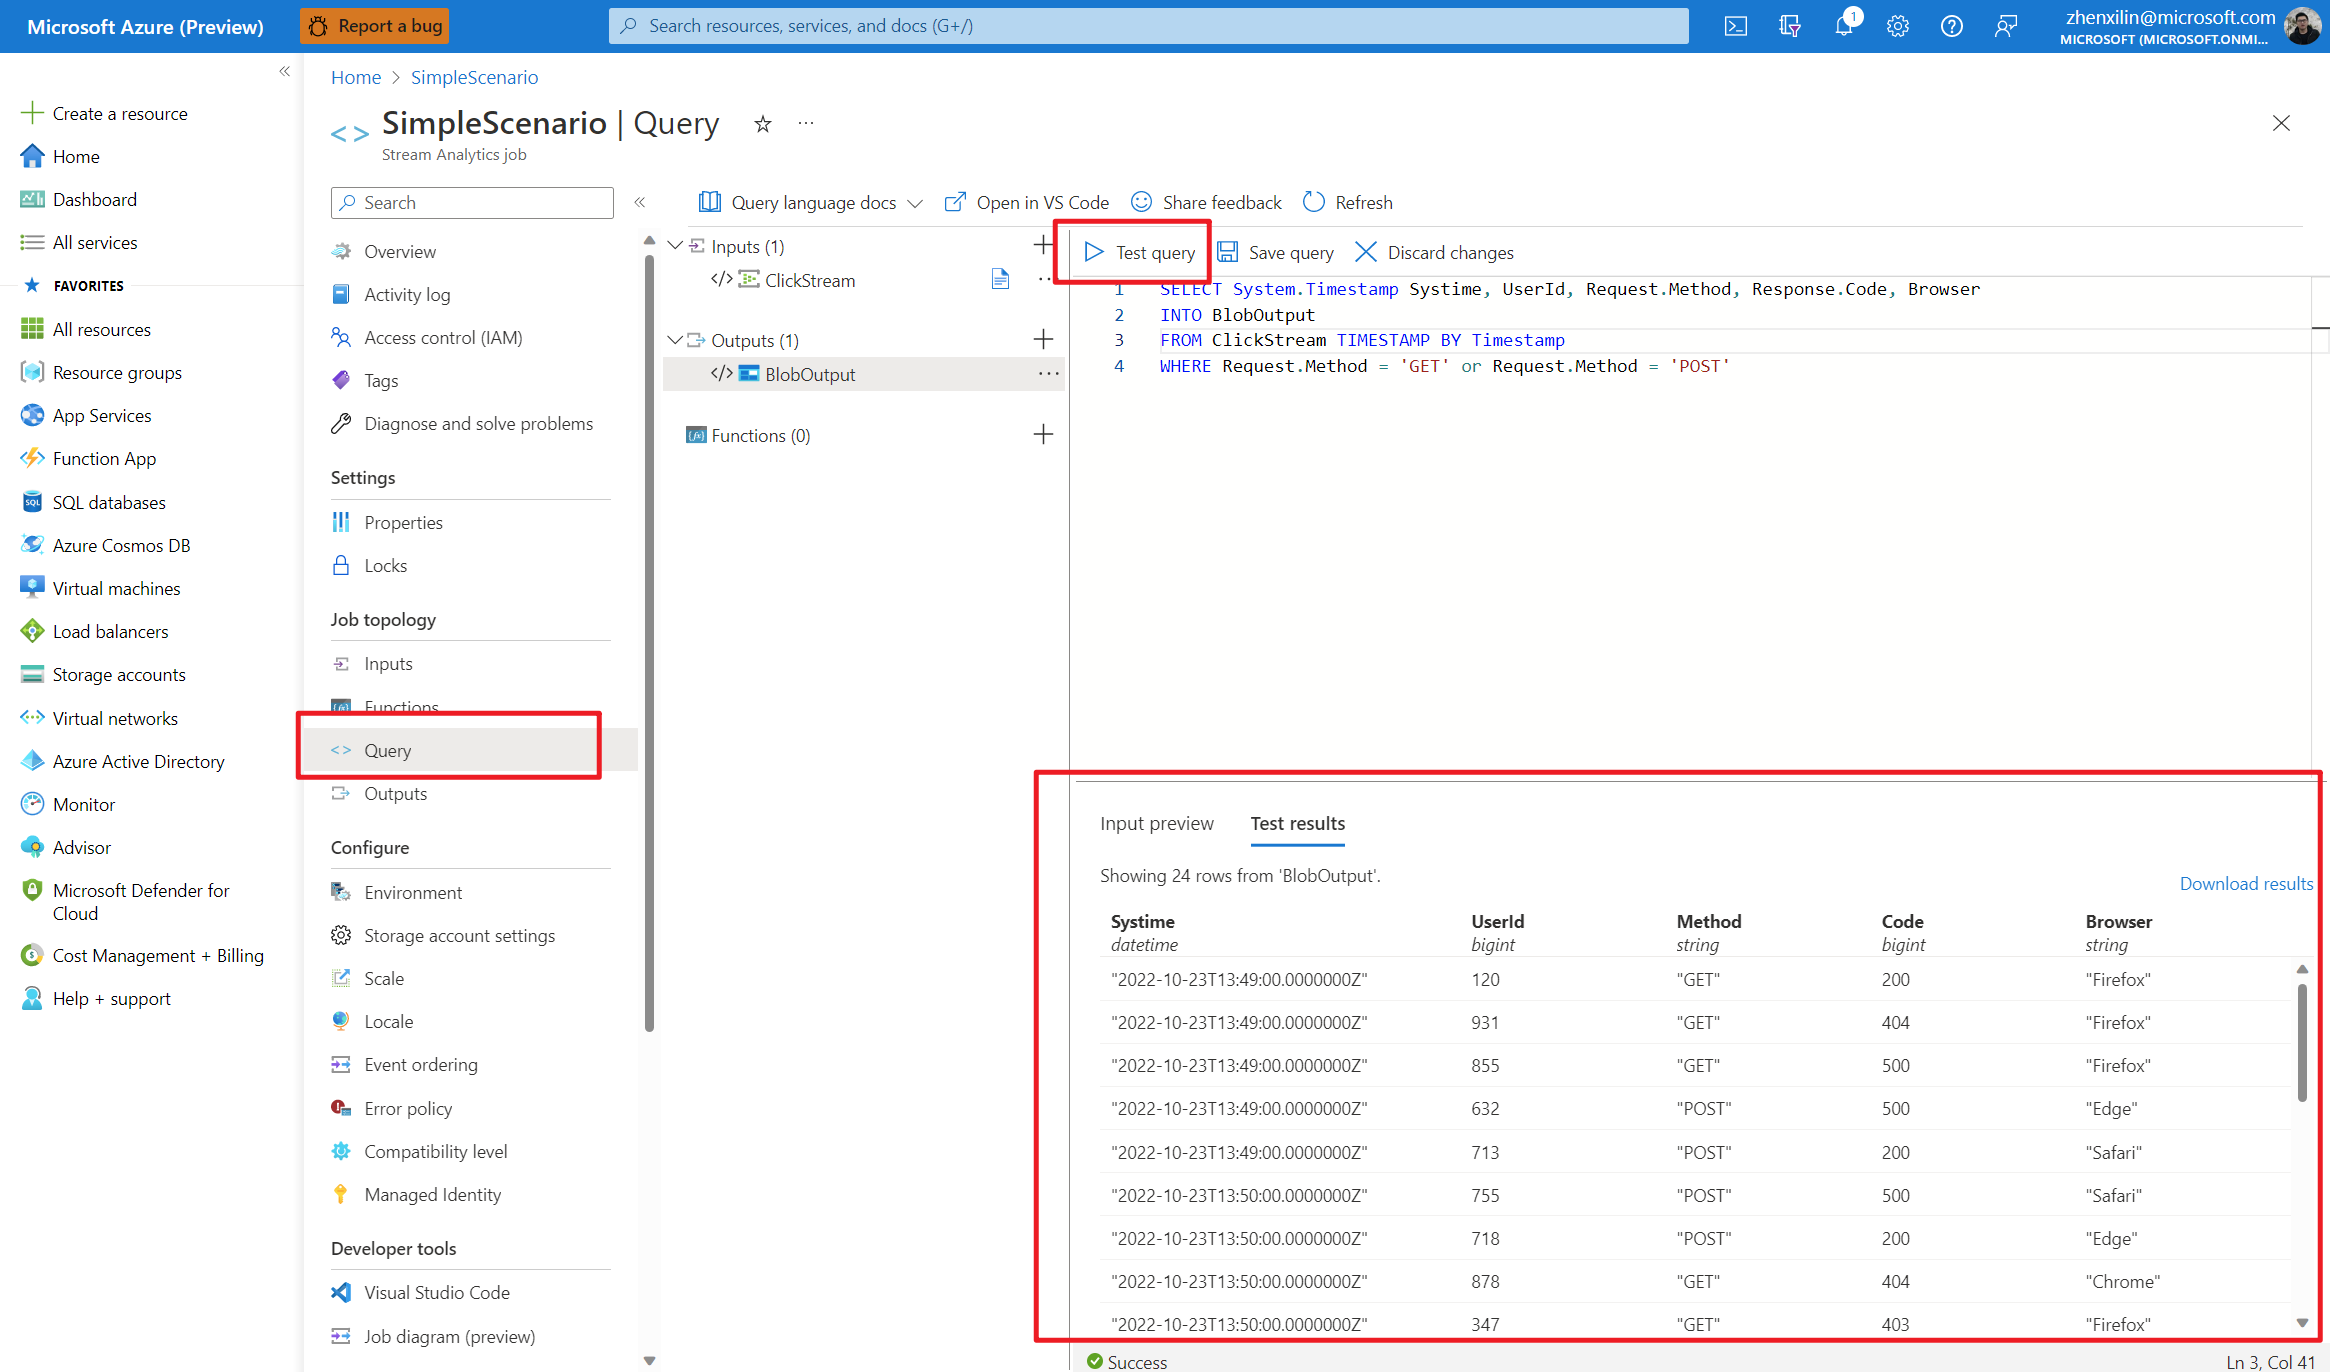 Microsoft Azure (Preview)
Report a bug
Search resources, services, and docs (G+/)
1
zhenxilin@microsoft.com
MICROSOFT (MICROSOFT.ONMI...
Create a resource
Home
Dashboard
All services
FAVORITES
All resources
Resource groups
App Services
Function App
SQL databases
Azure Cosmos DB
Virtual machines
Load balancers
Storage accounts
Virtual networks
Azure Active Directory
Monitor
Advisor
Microsoft Defender for
Cloud
Cost Management + Billing
Help + support
Home > SimpleScenario
SimpleScenario | Query
Stream Analytics job
Search
Overview
Activity log
Access control (IAM)
Tags
Diagnose and solve problems
Settings
Properties
Locks
Job topology
Inputs
Functions
Query
Outputs
Configure
Environment
Storage account settings
Scale
Locale
Event ordering
Error policy
Compatibility level
Managed Identity
Developer tools
Visual Studio Code
Job diagram (preview)
Query language docs
Open in VS Code
Share feedback
Refresh
Inputs (1)
ClickStream
Outputs (1)
BlobOutput
Functions (0)
Test query
Save query
Discard changes
1 SELECT System.Timestamp Systime, UserId, Request.Method, Response.Code, Browser
2 INTO BlobOutput
3 FROM ClickStream TIMESTAMP BY Timestamp
4 WHERE Request.Method = 'GET' or Request.Method = 'POST'
Input preview
Test results
Showing 24 rows from 'BlobOutput'.
Download results
Systime UserId Method Code Browser
datetime bigint string bigint string
"2022-10-23T13:49:00.0000000Z" 120 "GET" 200 "Firefox"
"2022-10-23T13:49:00.0000000Z" 931 "GET" 404 "Firefox"
"2022-10-23T13:49:00.0000000Z" 855 "GET" 500 "Firefox"
"2022-10-23T13:49:00.0000000Z" 632 "POST" 500 "Edge"
"2022-10-23T13:49:00.0000000Z" 713 "POST" 200 "Safari"
"2022-10-23T13:50:00.0000000Z" 755 "POST" 500 "Safari"
"2022-10-23T13:50:00.0000000Z" 718 "POST" 200 "Edge"
"2022-10-23T13:50:00.0000000Z" 878 "GET" 404 "Chrome"
"2022-10-23T13:50:00.0000000Z" 347 "GET" 403 "Firefox"
Success
Ln 3, Col 41